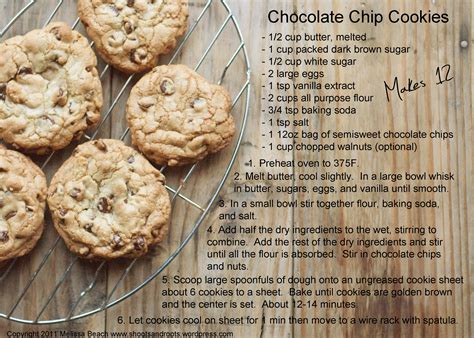 Chocolate Chip Cookies
- 1/2 cup butter, melted
- 1 cup packed dark brown sugar
- 1/2 cup white sugar
- 2 large eggs
- 1 tsp vanilla extract
- 2 cups all purpose flour
- 3/4 tsp baking soda
- 1 tsp salt
- 1 12oz bag of semisweet chocolate chips
- 1 cup chopped walnuts (optional)
Makes 12
1. Preheat oven to 375F.
2. Melt butter, cool slightly. In a large bowl whisk
in butter, sugars, eggs, and vanilla until smooth.
3. In a small bowl stir together flour, baking soda,
and salt.
4. Add half the dry ingredients to the wet, stirring to
combine. Add the rest of the dry ingredients and stir
until all the flour is absorbed. Stir in chocolate chips
and nuts.
5. Scoop large spoonfuls of dough onto an ungreased cookie sheet
about 6 cookies to a sheet. Bake until cookies are golden brown
and the center is set. About 12-14 minutes.
6. Let cookies cool on sheet for 1 min then move to a wire rack with spatula.
Copyright 2011 Melissa Beach www.shootsandroots.wordpress.com